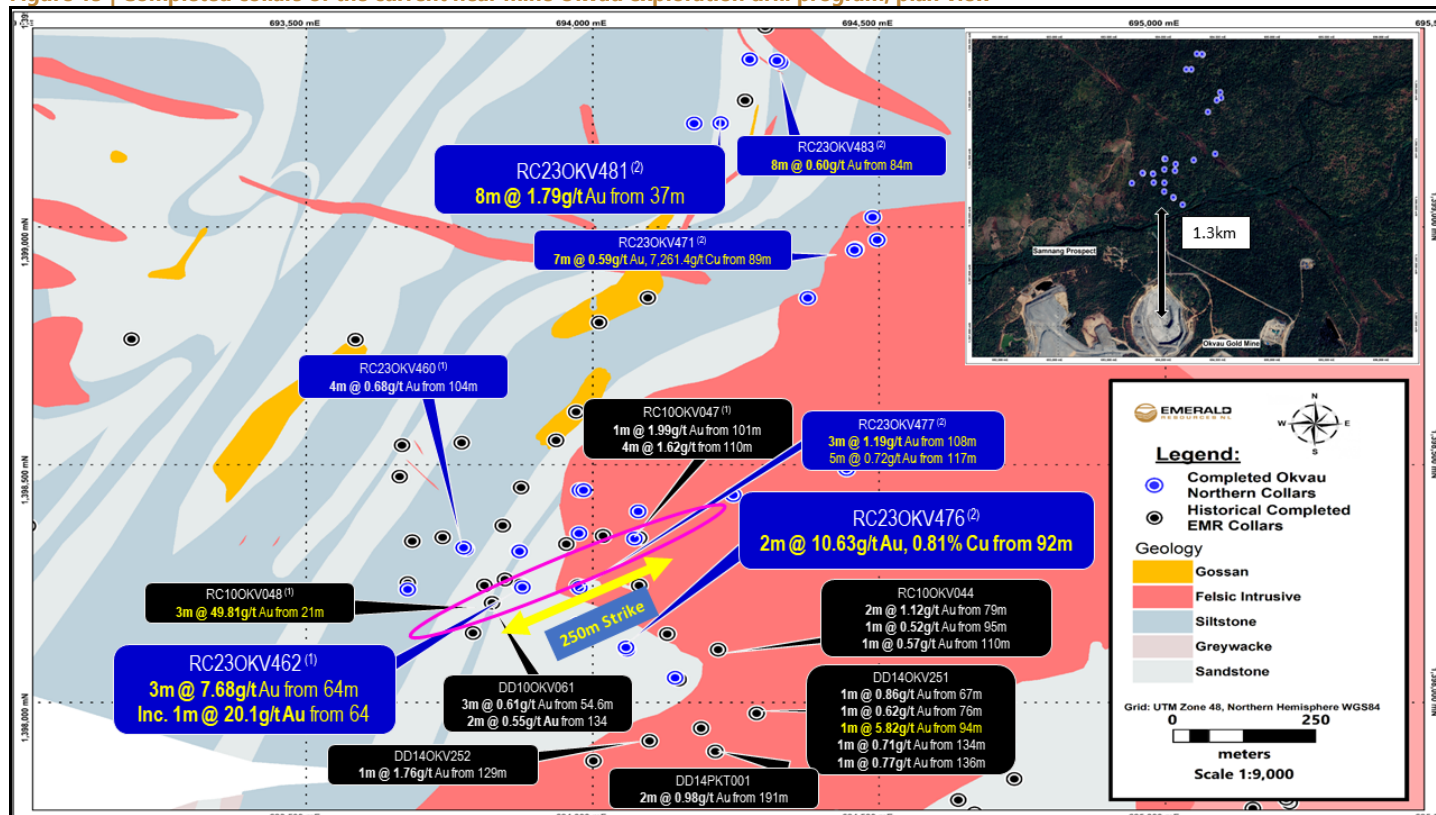 693,500 mE
694,000 mE
694,500 mE
695,000 mE
1,399,000 mN
1,398,500 mN
1,398,000 mN
RC23OKV483 (2)
8m @ 0.60g/t Au from 84m
RC23OKV481 (2)
8m @ 1.79g/t Au from 37m
RC23OKV471 (2)
7m @ 0.59g/t Au, 7,261.4g/t Cu from 89m
RC23OKV460 (1)
4m @ 0.68g/t Au from 104m
RC10OKV047 (1)
1m @ 1.99g/t Au from 101m
4m @ 1.62g/t Au from 110m
RC23OKV477 (2)
3m @ 1.19g/t Au from 108m
5m @ 0.72g/t Au from 117m
RC23OKV476 (2)
2m @ 10.63g/t Au, 0.81% Cu from 92m
RC10OKV048 (1)
3m @ 49.81g/t Au from 21m
250m Strike
RC10OKV044
2m @ 1.12g/t Au from 79m
1m @ 0.52g/t Au from 95m
1m @ 0.57g/t Au from 110m
RC23OKV462 (1)
3m @ 7.68g/t Au from 64m
Inc. 1m @ 20.1g/t Au from 64
DD10OKV061
3m @ 0.61g/t Au from 54.6m
2m @ 0.55g/t Au from 134
DD14OKV251
1m @ 0.86g/t Au from 67m
1m @ 0.62g/t Au from 76m
1m @ 5.82g/t Au from 94m
1m @ 0.71g/t Au from 134m
1m @ 0.77g/t Au from 136m
DD14OKV252
1m @ 1.76g/t Au from 129m
DD14PKT001
2m @ 0.98g/t Au from 191m
1.3km
Samnang Prospect
Okvau Gold Mine
EMERALD
RESOURCES NL
N
W
E
S
Legend:
Completed Okvau
Northern Collars
Historical Completed
EMR Collars
Geology
Gossan
Felsic Intrusive
Siltstone
Greywacke
Sandstone
Grid: UTM Zone 48, Northern Hemisphere WGS84
0
250
meters
Scale 1:9,000